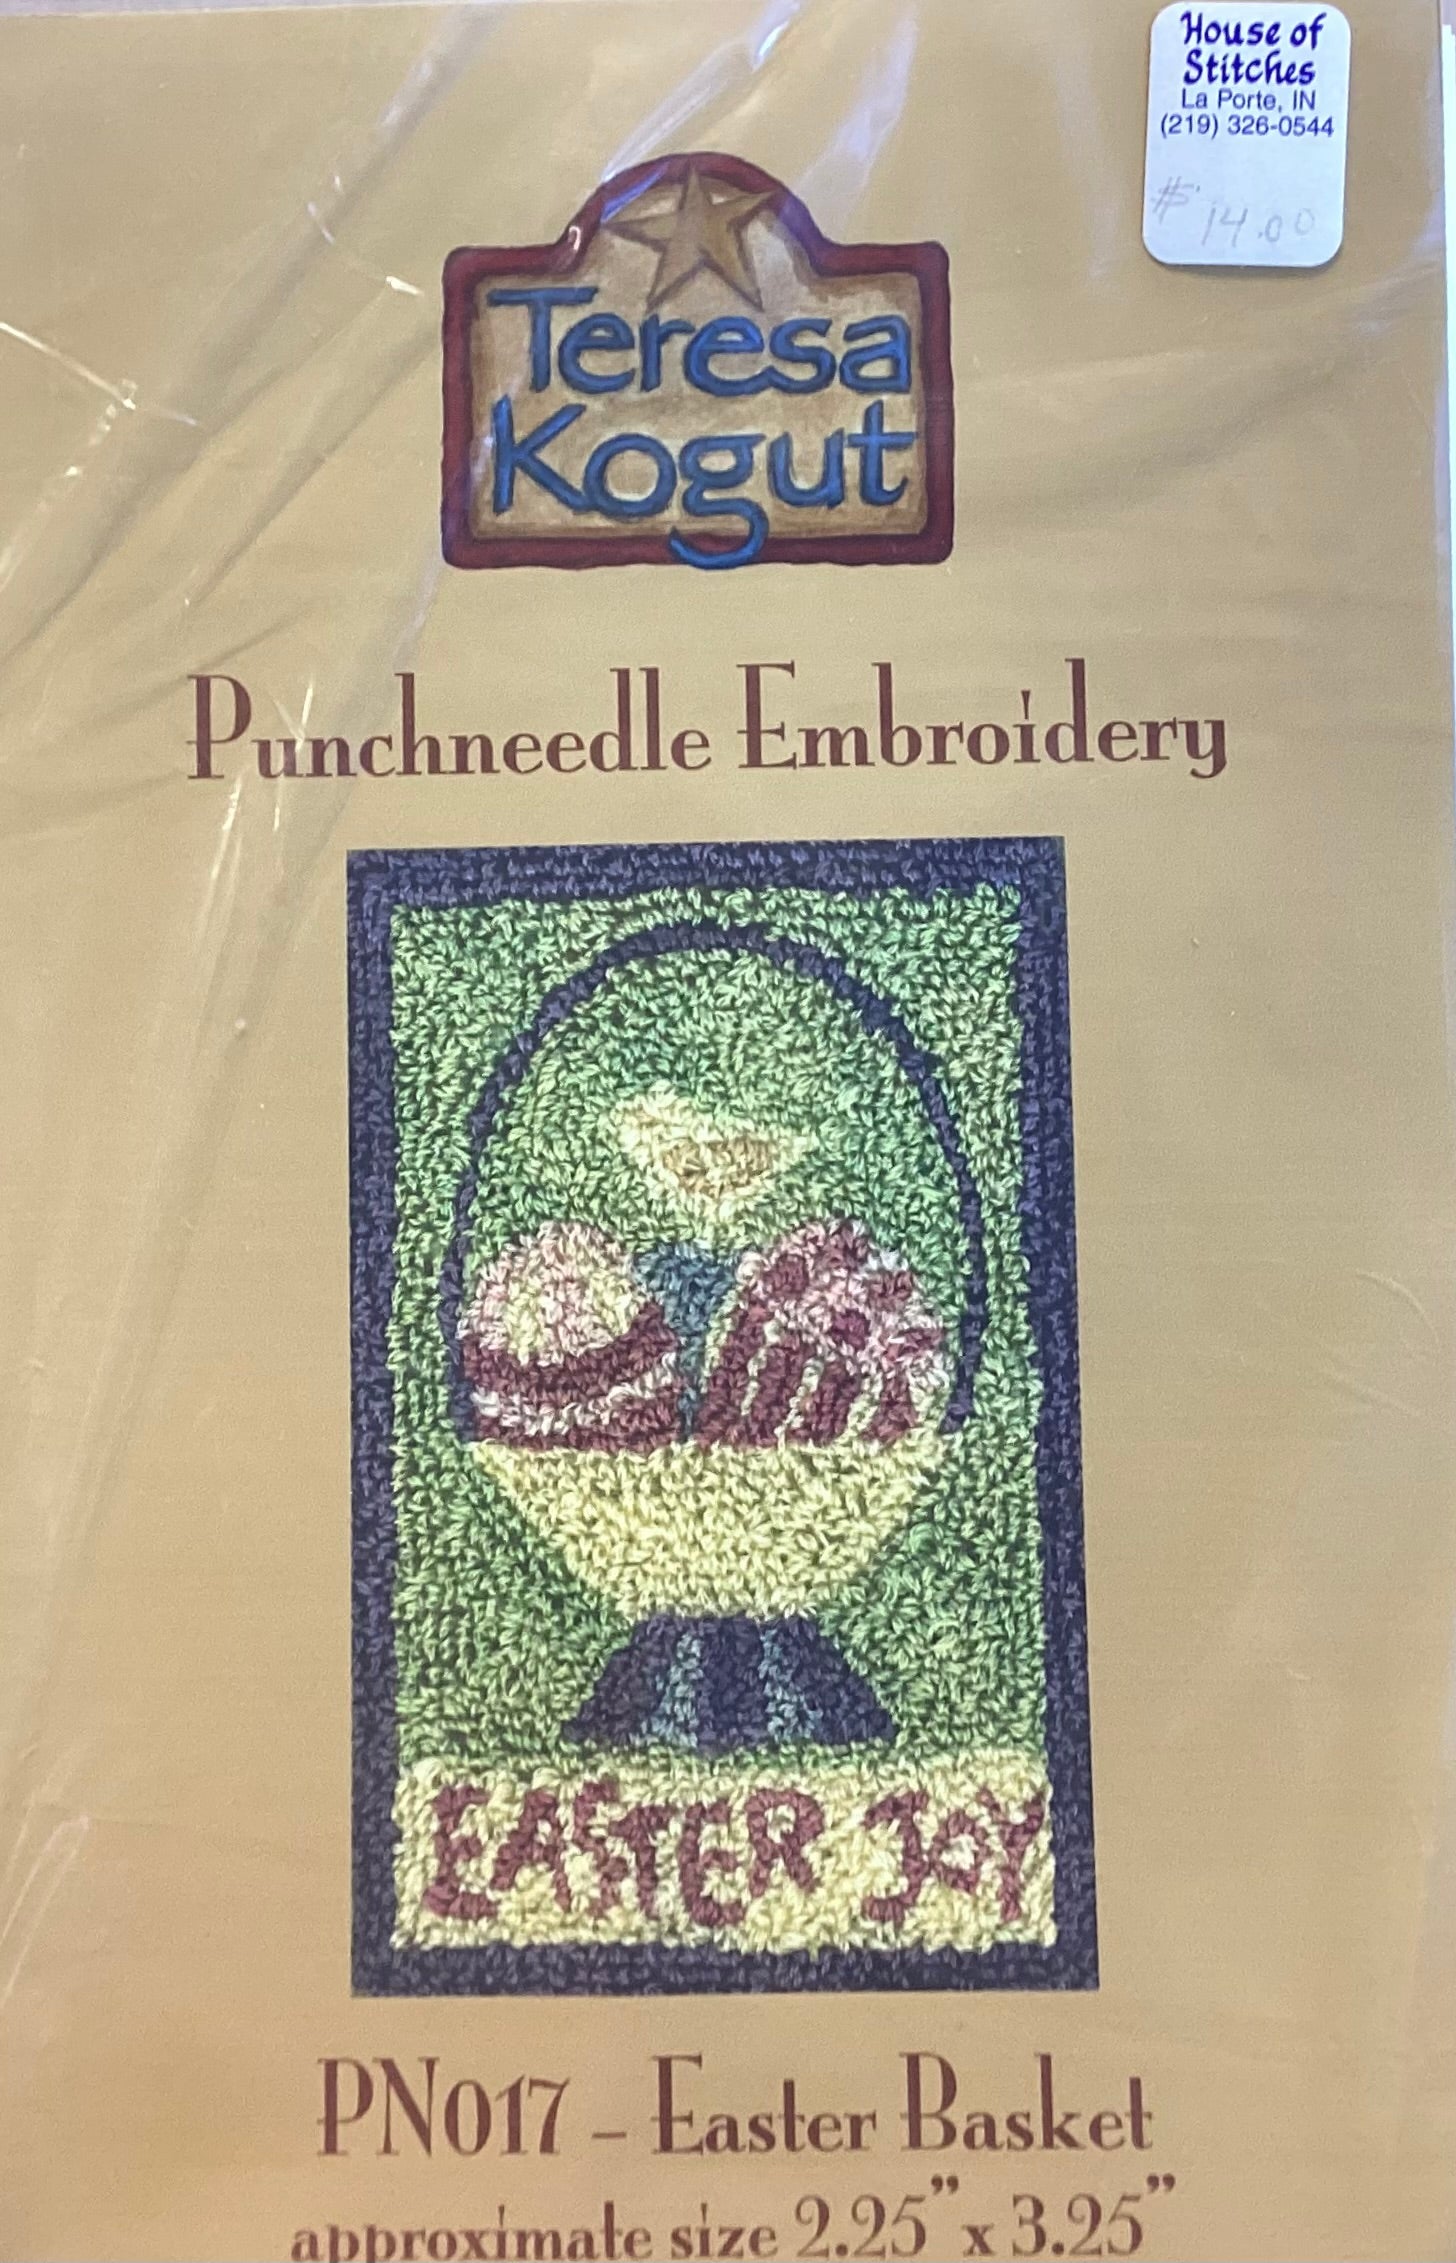 House of
Stitches
La Porte, IN
(219) 326-0544
$ 14.00
Teresa
Kogut
Punchneedle Embroidery
EASTER JOY
PN017 – Easter Basket
approximate size 2.25” x 3.25”